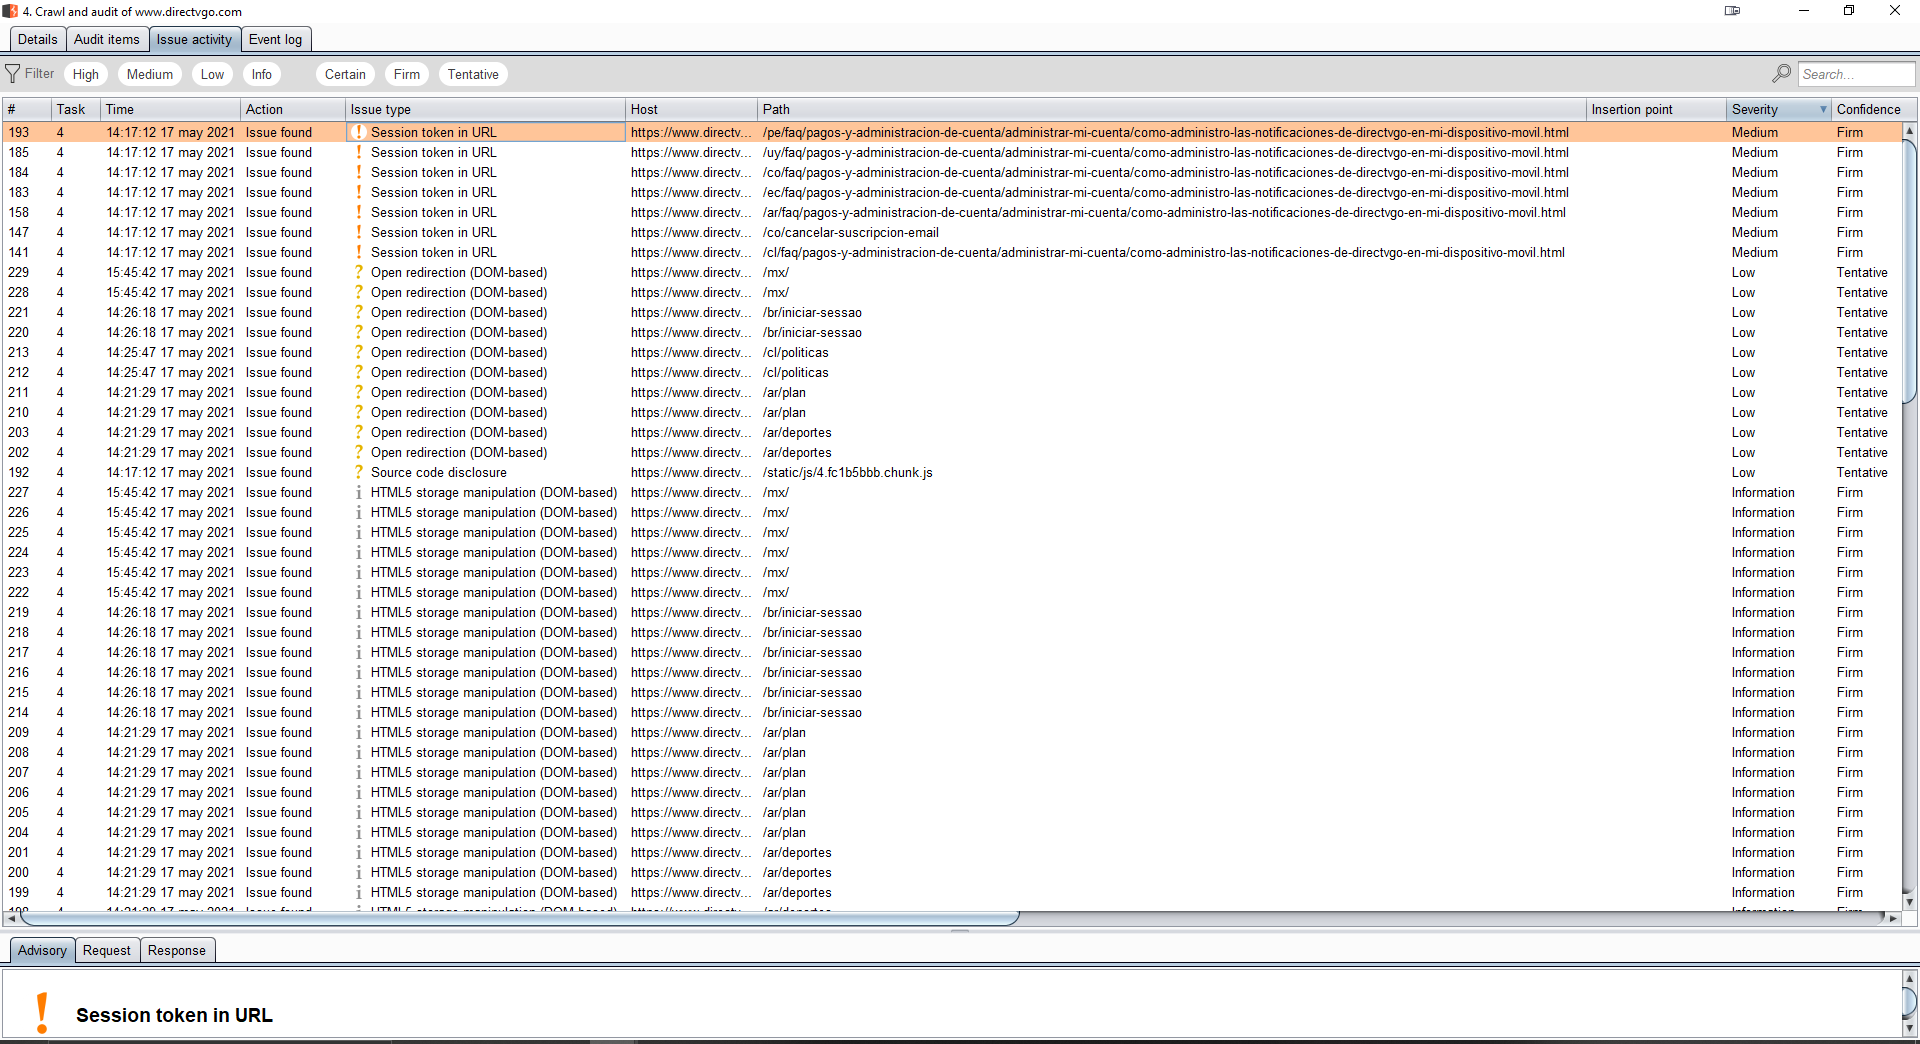 4. Crawl and audit of www.directvgo.com
Details Audit items Issue activity Event log
Filter High Medium Low Info Certain Firm Tentative Search...
# Task Time Action Issue type Host Path Insertion point Severity Confidence
193 4 14:17:12 17 may 2021 Issue found Session token in URL https://www.directv... /pe/faq/pagos-y-administracion-de-cuenta/administrar-mi-cuenta/como-administro-las-notificaciones-de-directvgo-en-mi-dispositivo-movil.html Medium Firm
185 4 14:17:12 17 may 2021 Issue found Session token in URL https://www.directv... /uy/faq/pagos-y-administracion-de-cuenta/administrar-mi-cuenta/como-administro-las-notificaciones-de-directvgo-en-mi-dispositivo-movil.html Medium Firm
184 4 14:17:12 17 may 2021 Issue found Session token in URL https://www.directv... /co/faq/pagos-y-administracion-de-cuenta/administrar-mi-cuenta/como-administro-las-notificaciones-de-directvgo-en-mi-dispositivo-movil.html Medium Firm
183 4 14:17:12 17 may 2021 Issue found Session token in URL https://www.directv... /ec/faq/pagos-y-administracion-de-cuenta/administrar-mi-cuenta/como-administro-las-notificaciones-de-directvgo-en-mi-dispositivo-movil.html Medium Firm
158 4 14:17:12 17 may 2021 Issue found Session token in URL https://www.directv... /ar/faq/pagos-y-administracion-de-cuenta/administrar-mi-cuenta/como-administro-las-notificaciones-de-directvgo-en-mi-dispositivo-movil.html Medium Firm
147 4 14:17:12 17 may 2021 Issue found Session token in URL https://www.directv... /co/cancelar-suscripcion-email Medium Firm
141 4 14:17:12 17 may 2021 Issue found Session token in URL https://www.directv... /cl/faq/pagos-y-administracion-de-cuenta/administrar-mi-cuenta/como-administro-las-notificaciones-de-directvgo-en-mi-dispositivo-movil.html Medium Firm
229 4 15:45:42 17 may 2021 Issue found Open redirection (DOM-based) https://www.directv... /mx/ Low Tentative
228 4 15:45:42 17 may 2021 Issue found Open redirection (DOM-based) https://www.directv... /mx/ Low Tentative
221 4 14:26:18 17 may 2021 Issue found Open redirection (DOM-based) https://www.directv... /br/iniciar-sessao Low Tentative
220 4 14:26:18 17 may 2021 Issue found Open redirection (DOM-based) https://www.directv... /br/iniciar-sessao Low Tentative
213 4 14:25:47 17 may 2021 Issue found Open redirection (DOM-based) https://www.directv... /cl/politicas Low Tentative
212 4 14:25:47 17 may 2021 Issue found Open redirection (DOM-based) https://www.directv... /cl/politicas Low Tentative
211 4 14:21:29 17 may 2021 Issue found Open redirection (DOM-based) https://www.directv... /ar/plan Low Tentative
210 4 14:21:29 17 may 2021 Issue found Open redirection (DOM-based) https://www.directv... /ar/plan Low Tentative
203 4 14:21:29 17 may 2021 Issue found Open redirection (DOM-based) https://www.directv... /ar/deportes Low Tentative
202 4 14:21:29 17 may 2021 Issue found Open redirection (DOM-based) https://www.directv... /ar/deportes Low Tentative
192 4 14:17:12 17 may 2021 Issue found Source code disclosure https://www.directv... /static/js/4.fc1b5bbb.chunk.js Low Tentative
227 4 15:45:42 17 may 2021 Issue found HTML5 storage manipulation (DOM-based) https://www.directv... /mx/ Information Firm
226 4 15:45:42 17 may 2021 Issue found HTML5 storage manipulation (DOM-based) https://www.directv... /mx/ Information Firm
225 4 15:45:42 17 may 2021 Issue found HTML5 storage manipulation (DOM-based) https://www.directv... /mx/ Information Firm
224 4 15:45:42 17 may 2021 Issue found HTML5 storage manipulation (DOM-based) https://www.directv... /mx/ Information Firm
223 4 15:45:42 17 may 2021 Issue found HTML5 storage manipulation (DOM-based) https://www.directv... /mx/ Information Firm
222 4 15:45:42 17 may 2021 Issue found HTML5 storage manipulation (DOM-based) https://www.directv... /mx/ Information Firm
219 4 14:26:18 17 may 2021 Issue found HTML5 storage manipulation (DOM-based) https://www.directv... /br/iniciar-sessao Information Firm
218 4 14:26:18 17 may 2021 Issue found HTML5 storage manipulation (DOM-based) https://www.directv... /br/iniciar-sessao Information Firm
217 4 14:26:18 17 may 2021 Issue found HTML5 storage manipulation (DOM-based) https://www.directv... /br/iniciar-sessao Information Firm
216 4 14:26:18 17 may 2021 Issue found HTML5 storage manipulation (DOM-based) https://www.directv... /br/iniciar-sessao Information Firm
215 4 14:26:18 17 may 2021 Issue found HTML5 storage manipulation (DOM-based) https://www.directv... /br/iniciar-sessao Information Firm
214 4 14:26:18 17 may 2021 Issue found HTML5 storage manipulation (DOM-based) https://www.directv... /br/iniciar-sessao Information Firm
209 4 14:21:29 17 may 2021 Issue found HTML5 storage manipulation (DOM-based) https://www.directv... /ar/plan Information Firm
208 4 14:21:29 17 may 2021 Issue found HTML5 storage manipulation (DOM-based) https://www.directv... /ar/plan Information Firm
207 4 14:21:29 17 may 2021 Issue found HTML5 storage manipulation (DOM-based) https://www.directv... /ar/plan Information Firm
206 4 14:21:29 17 may 2021 Issue found HTML5 storage manipulation (DOM-based) https://www.directv... /ar/plan Information Firm
205 4 14:21:29 17 may 2021 Issue found HTML5 storage manipulation (DOM-based) https://www.directv... /ar/plan Information Firm
204 4 14:21:29 17 may 2021 Issue found HTML5 storage manipulation (DOM-based) https://www.directv... /ar/plan Information Firm
201 4 14:21:29 17 may 2021 Issue found HTML5 storage manipulation (DOM-based) https://www.directv... /ar/deportes Information Firm
200 4 14:21:29 17 may 2021 Issue found HTML5 storage manipulation (DOM-based) https://www.directv... /ar/deportes Information Firm
199 4 14:21:29 17 may 2021 Issue found HTML5 storage manipulation (DOM-based) https://www.directv... /ar/deportes Information Firm
Advisory Request Response
Session token in URL